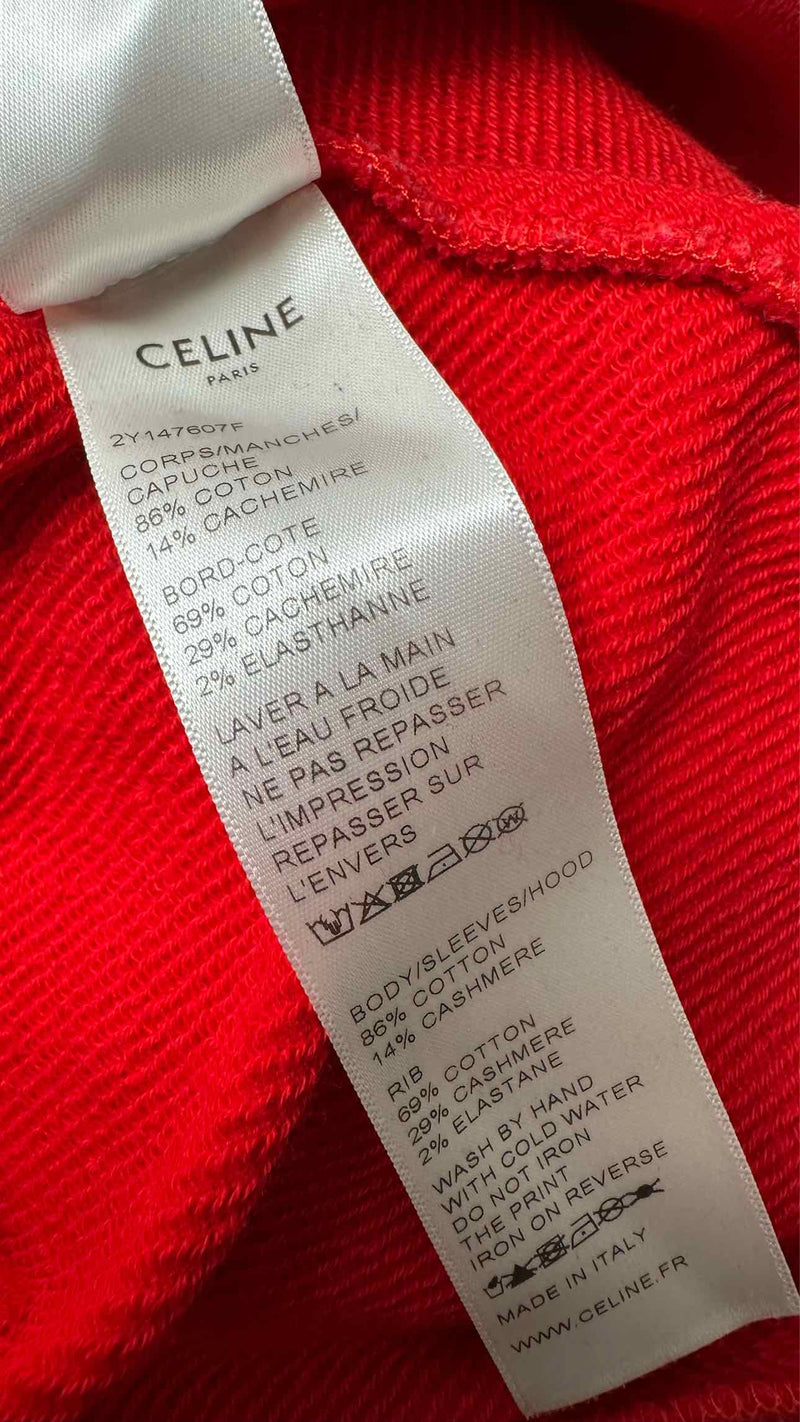 CELINE
PARIS
2Y147607F
CORPS/MANCHES/
CAPUCHE
86% COTON
14% CACHEMIRE
BORD-COTE
69% COTON
29% CACHEMIRE
2% ELASTHANNE
LAVER A LA MAIN
A L'EAU FROIDE
NE PAS REPASSER
L'IMPRESSION
REPASSER SUR
L'ENVERS
W
BODY/SLEEVES/HOOD
86% COTTON
14% CASHMERE
RIB
69% COTTON
29% CASHMERE
2% ELASTANE
WASH BY HAND
WITH COLD WATER
DO NOT IRON
THE PRINT
IRON ON REVERSE
MADE IN ITALY
WWW.CELINE.FR